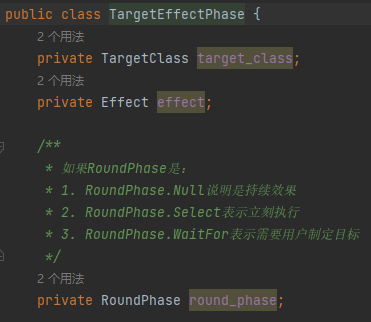 public class TargetEffectPhase {
2 个用法
private TargetClass target_class;
2 个用法
private Effect effect;
/**
* 如果RoundPhase是:
* 1. RoundPhase.Null说明是持续效果
* 2. RoundPhase.Select表示立刻执行
* 3. RoundPhase.WaitFor表示需要用户制定目标
*/
2 个用法
private RoundPhase round_phase;